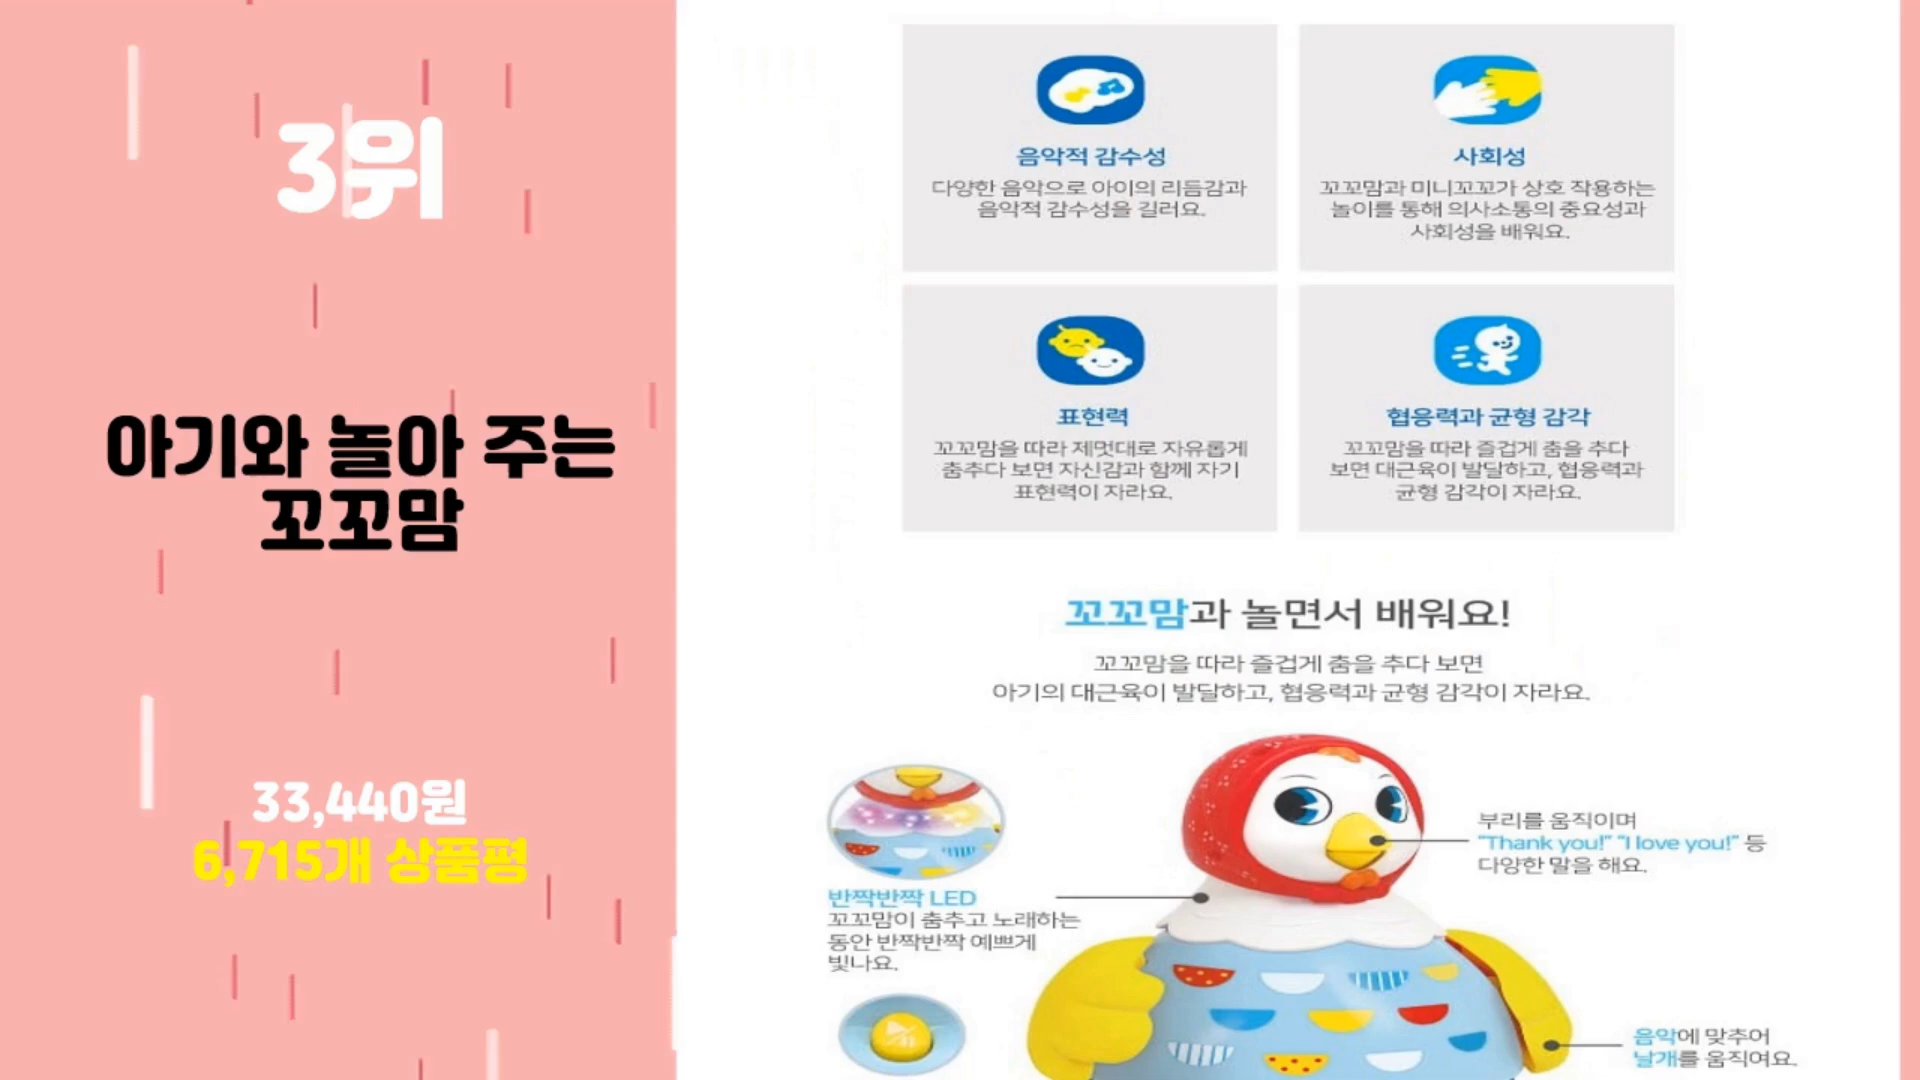 3위
아기와 놀아 주는
꼬꼬맘
33,440원
6,715개 상품평
음악적 감수성
다양한 음악으로 아이의 리듬감과
음악적 감수성을 길러요.
사회성
꼬꼬맘과 미니꼬꼬가 상호 작용하는
놀이를 통해 의사소통의 중요성과
사회성을 배워요.
표현력
꼬꼬맘을 따라 제멋대로 자유롭게
춤추다 보면 자신감과 함께 자기
표현력이 자라요.
협응력과 균형 감각
꼬꼬맘을 따라 즐겁게 춤을 추다
보면 대근육이 발달하고, 협응력과
균형 감각이 자라요.
꼬꼬맘과 놀면서 배워요!
꼬꼬맘을 따라 즐겁게 춤을 추다 보면
아기의 대근육이 발달하고, 협응력과 균형 감각이 자라요.
부리를 움직이며
"Thank you!" "I love you!" 등
다양한 말을 해요.
반짝반짝 LED
꼬꼬맘이 춤추고 노래하는
동안 반짝반짝 예쁘게
빛나요.
음악에 맞추어
날개를 움직여요.